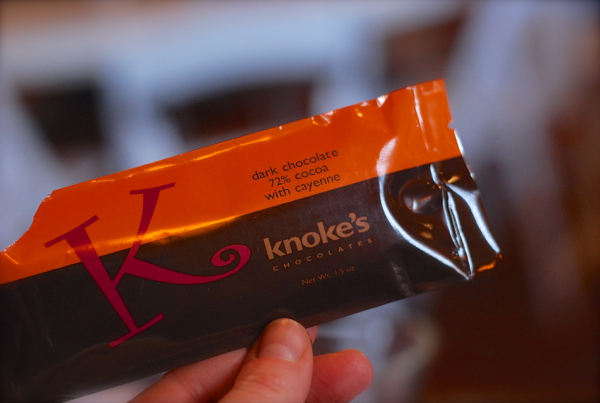 dark chocolate
72% cocoa
with cayenne
K
knoke's
CHOCOLATES
Net Wt. 1.5 oz